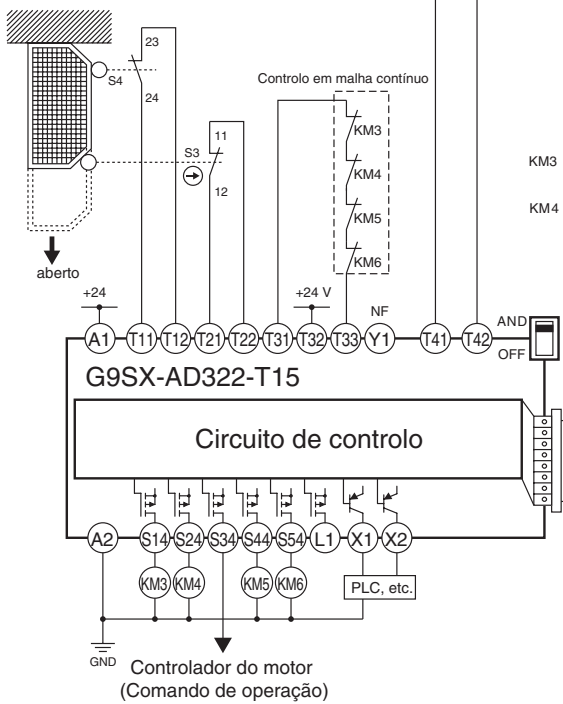 23
S4
24
Controlo em malha contínuo
S3
11
12
KM3
KM4
KM5
KM6
KM3
KM4
aberto
+24
+24 V
NF
A1 T11 T12 T21 T22 T31 T32 T33 Y1 T41 T42
AND
OFF
G9SX-AD322-T15
Circuito de controlo
A2 S14 S24 S34 S44 S54 L1 X1 X2
KM3 KM4 KM5 KM6 PLC, etc.
GND
Controlador do motor
(Comando de operação)